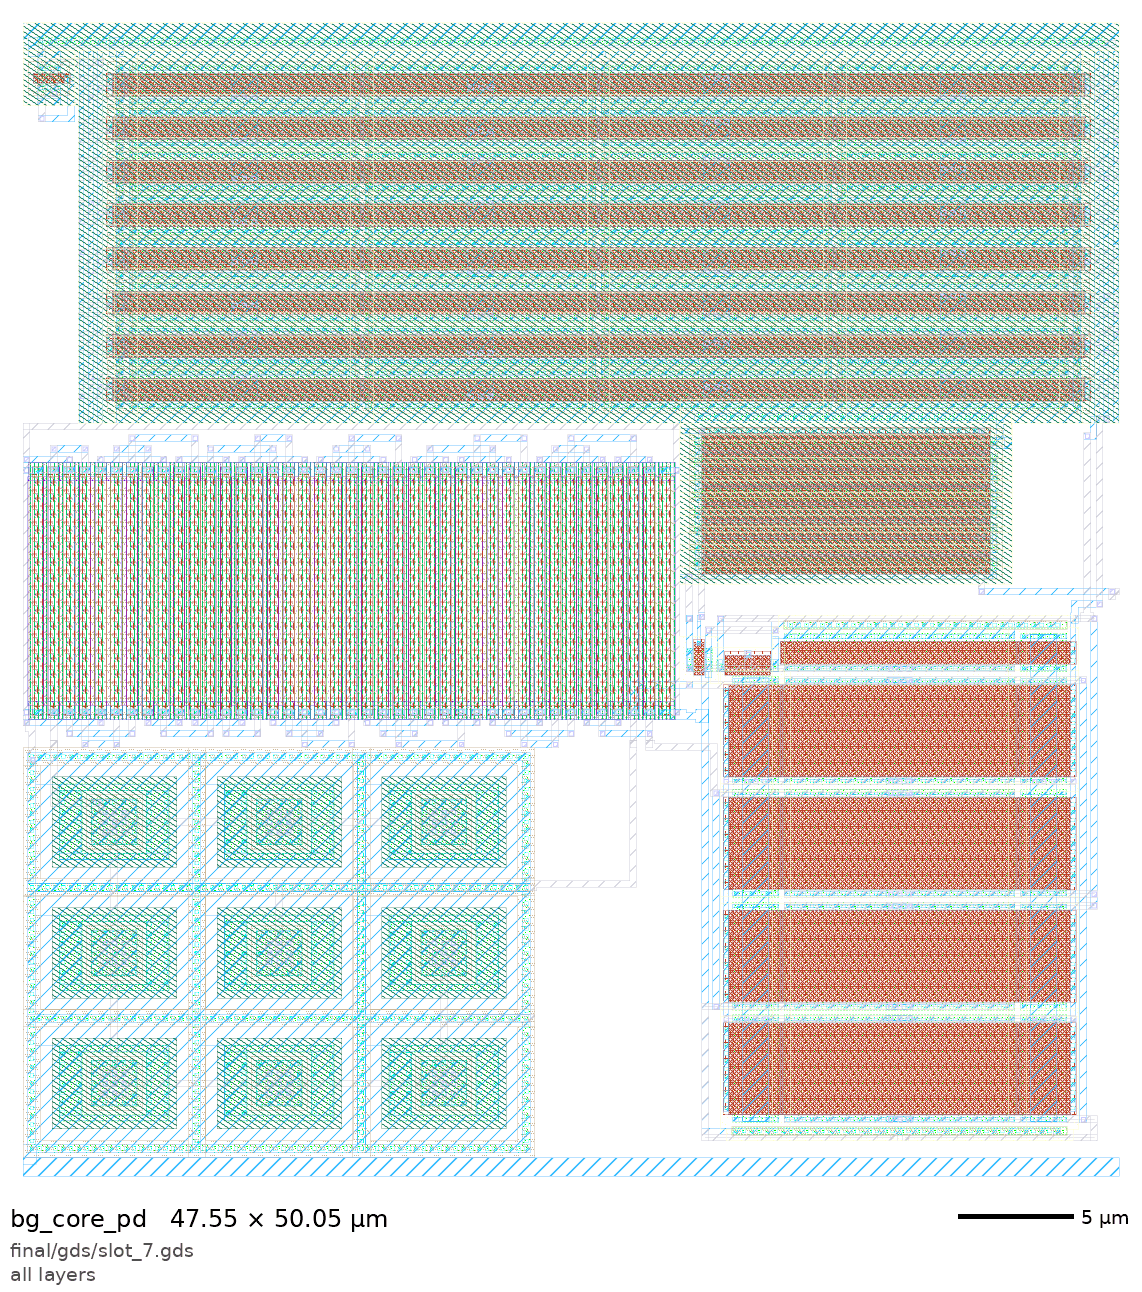 bg_core_pd 47.55 × 50.05 µm
5 µm
final/gds/slot_7.gds
all layers